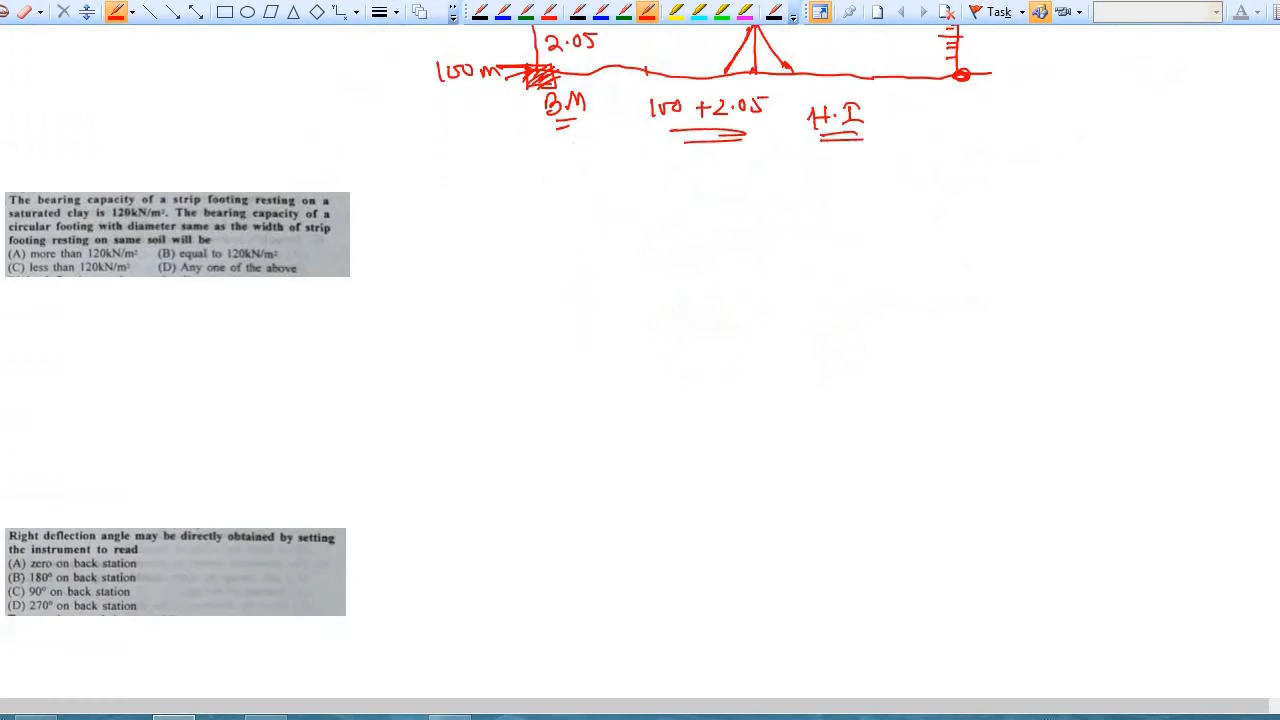 Task
A
2.05
100 m
BM
100 + 2.05
H.I
The bearing capacity of a strip footing resting on a
saturated clay is 120kN/m². The bearing capacity of a
circular footing with diameter same as the width of strip
footing resting on same soil will be
(A) more than 120kN/m² (B) equal to 120kN/m²
(C) less than 120kN/m² (D) Any one of the above
Right deflection angle may be directly obtained by setting
the instrument to read
(A) zero on back station
(B) 180° on back station
(C) 90° on back station
(D) 270° on back station